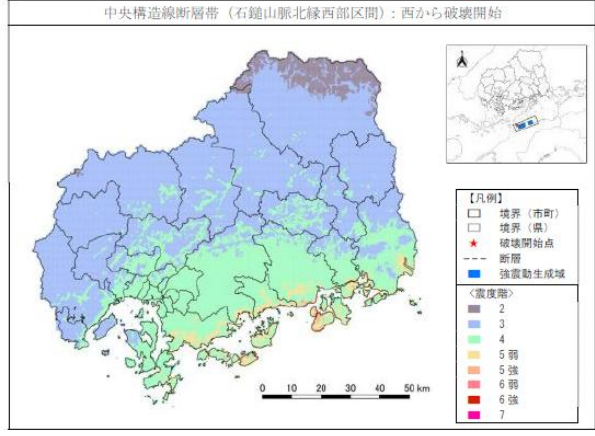 中央構造線断層帯（石鎚山脈北縁西部区間）：西から破壊開始
【凡例】
境界（市町）
境界（県）
破壊開始点
断層
強震動生成域
〈震度階〉
2
3
4
5 弱
5 強
6 弱
6 強
7
0 10 20 30 40 50 km